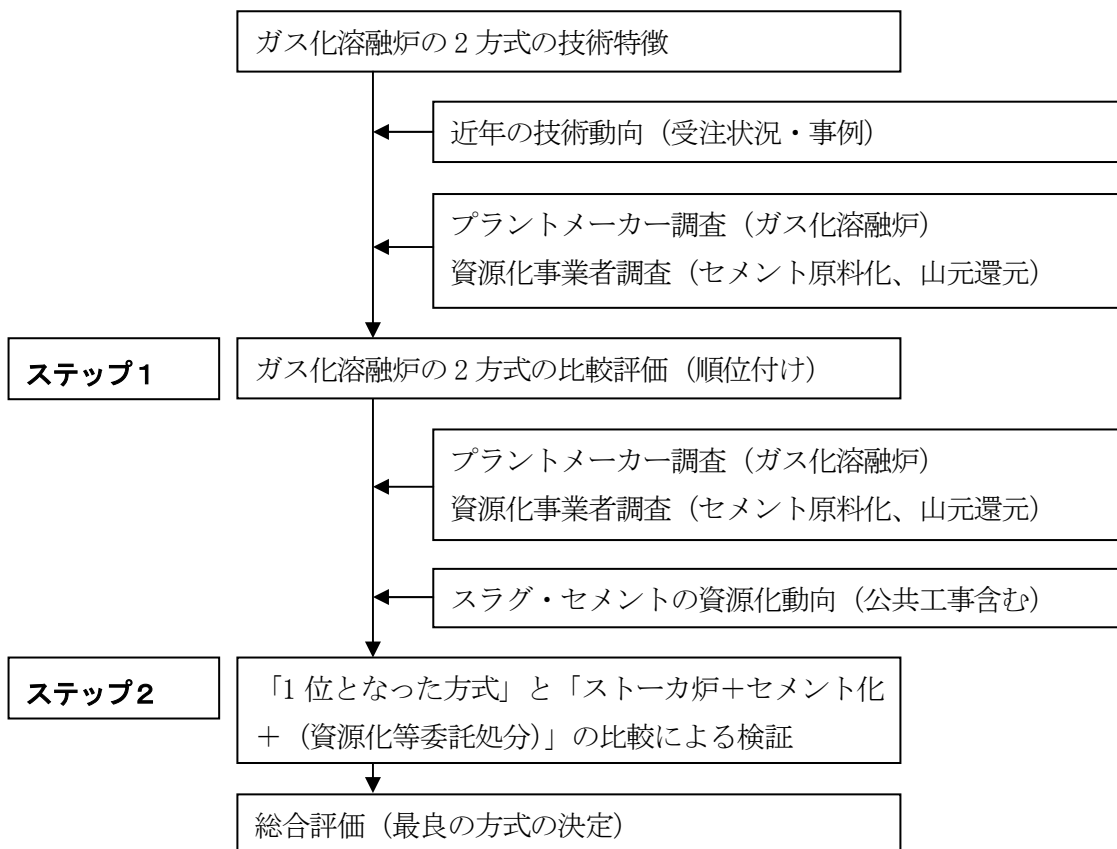 ガス化溶融炉の2方式の技術特徴
近年の技術動向（受注状況・事例）
プラントメーカー調査（ガス化溶融炉）
資源化事業者調査（セメント原料化、山元還元）
ステップ1
ガス化溶融炉の2方式の比較評価（順位付け）
プラントメーカー調査（ガス化溶融炉）
資源化事業者調査（セメント原料化、山元還元）
スラグ・セメントの資源化動向（公共工事含む）
ステップ2
「1位となった方式」と「ストーカ炉＋セメント化
＋（資源化等委託処分）」の比較による検証
総合評価（最良の方式の決定）